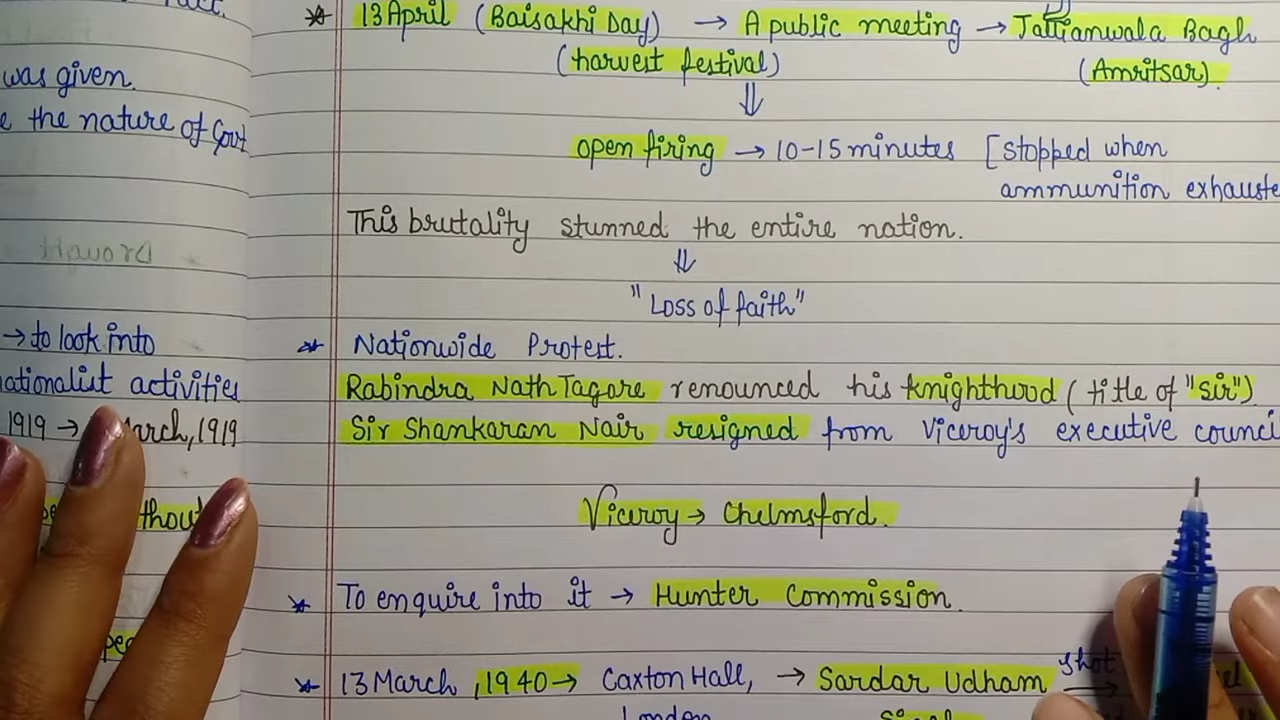 was given.
the nature of Govt
→ to look into
nationalist activities
1919 → March, 1919
thout
13 April (Baisakhi Day) → A public meeting → Jallianwala Bagh
(harvest festival) (Amritsar).
⇓
open firing → 10-15 minutes [stopped when
ammunition exhauste
This brutality stunned the entire nation.
⇓
"Loss of faith"
* Nationwide Protest.
Rabindra Nath Tagore renounced his knighthood (title of "Sir")
Sir Shankaran Nair resigned from Viceroy's executive counci
Viceroy → Chelmsford.
* To enquire into it → Hunter Commission.
* 13 March, 1940 → Caxton Hall, → Sardar Udham shot →
London Singh